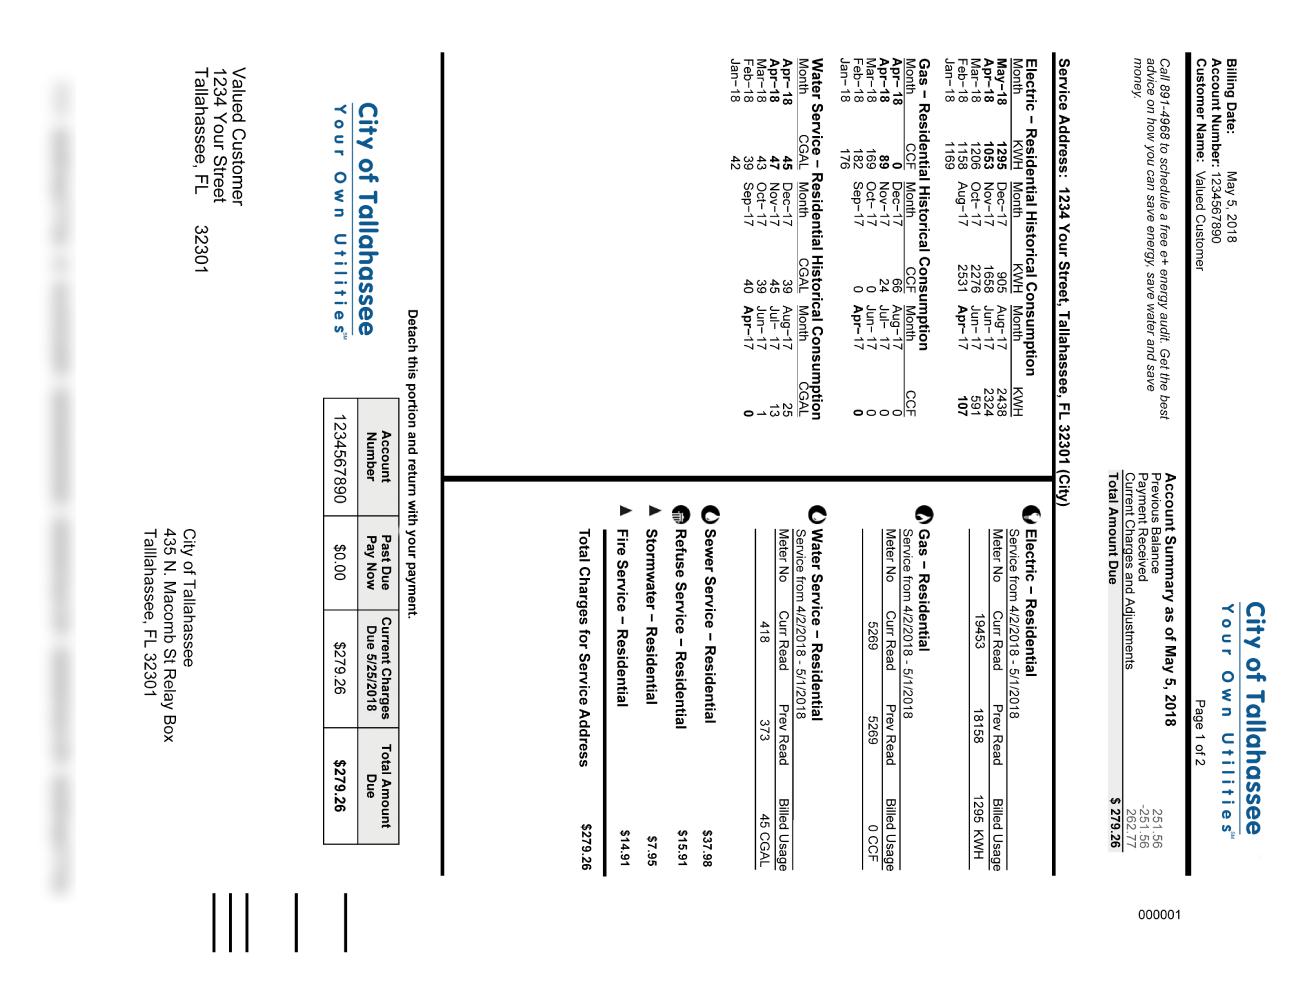 City of Tallahassee
Your Own Utilities℠
Billing Date: May 5, 2018
Account Number: 1234567890
Customer Name: Valued Customer
Page 1 of 2
000001
Call 891-4968 to schedule a free e+ energy audit. Get the best
advice on how you can save energy, save water and save
money.
Account Summary as of May 5, 2018
Previous Balance 251.56
Payment Received -251.56
Current Charges and Adjustments 262.77
Total Amount Due $ 279.26
Service Address: 1234 Your Street, Tallahassee, FL 32301 (City)
Electric – Residential Historical Consumption
Month KWH Month KWH Month KWH
May–18 1295 Dec–17 905 Aug–17 2438
Apr–18 1053 Nov–17 1658 Jun–17 2324
Mar–18 1206 Oct–17 2276 Jun–17 591
Feb–18 1158 Aug–17 2531 Apr–17 107
Jan–18 1169
Gas – Residential Historical Consumption
Month CCF Month CCF Month CCF
Apr–18 0 Dec–17 66 Aug–17 0
Apr–18 89 Nov–17 24 Jul–17 0
Mar–18 169 Oct–17 0 Jun–17 0
Feb–18 182 Sep–17 0 Apr–17 0
Jan–18 176
Water Service – Residential Historical Consumption
Month CGAL Month CGAL Month CGAL
Apr–18 45 Dec–17 39 Aug–17 25
Apr–18 47 Nov–17 45 Jul–17 13
Mar–18 43 Oct–17 39 Jun–17 1
Feb–18 39 Sep–17 40 Apr–17 0
Jan–18 42
Electric – Residential
Service from 4/2/2018 - 5/1/2018
Meter No Curr Read Prev Read Billed Usage
19453 18158 1295 KWH
Gas – Residential
Service from 4/2/2018 - 5/1/2018
Meter No Curr Read Prev Read Billed Usage
5269 5269 0 CCF
Water Service – Residential
Service from 4/2/2018 - 5/1/2018
Meter No Curr Read Prev Read Billed Usage
418 373 45 CGAL
Sewer Service – Residential $37.98
Refuse Service – Residential $15.91
Stormwater – Residential $7.95
Fire Service – Residential $14.91
Total Charges for Service Address $279.26
Detach this portion and return with your payment.
City of Tallahassee
Your Own Utilities℠
Account Number Past Due Pay Now Current Charges Due 5/25/2018 Total Amount Due
1234567890 $0.00 $279.26 $279.26
Valued Customer
1234 Your Street
Tallahassee, FL 32301
City of Tallahassee
435 N. Macomb St Relay Box
Talllahassee, FL 32301